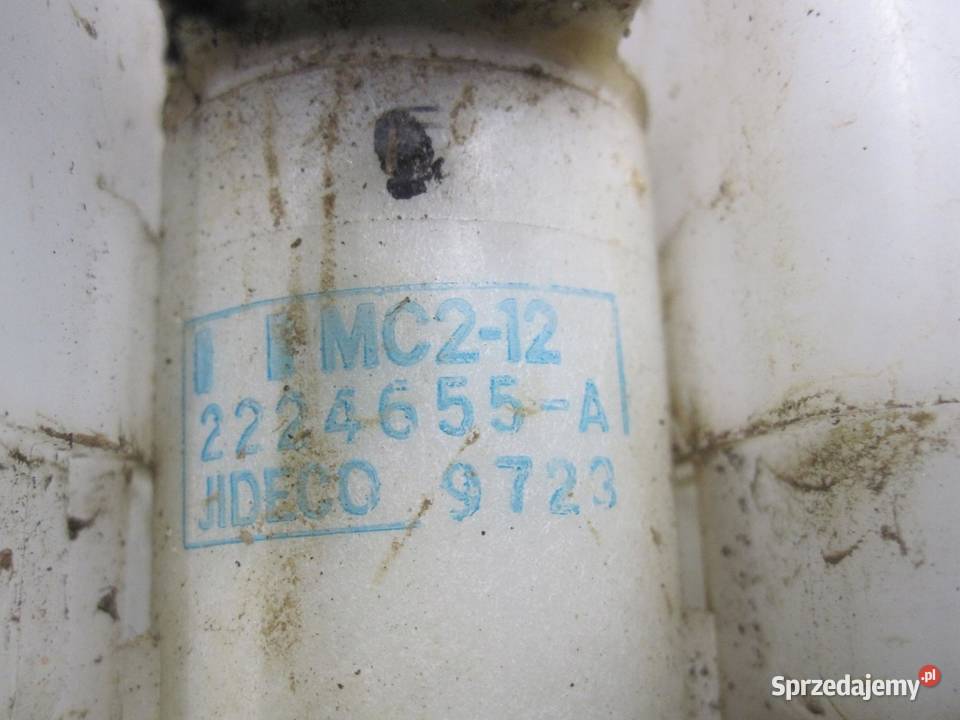 MC2-12
2224655-A
JIDECO 9723
Sprzedajemy.pl